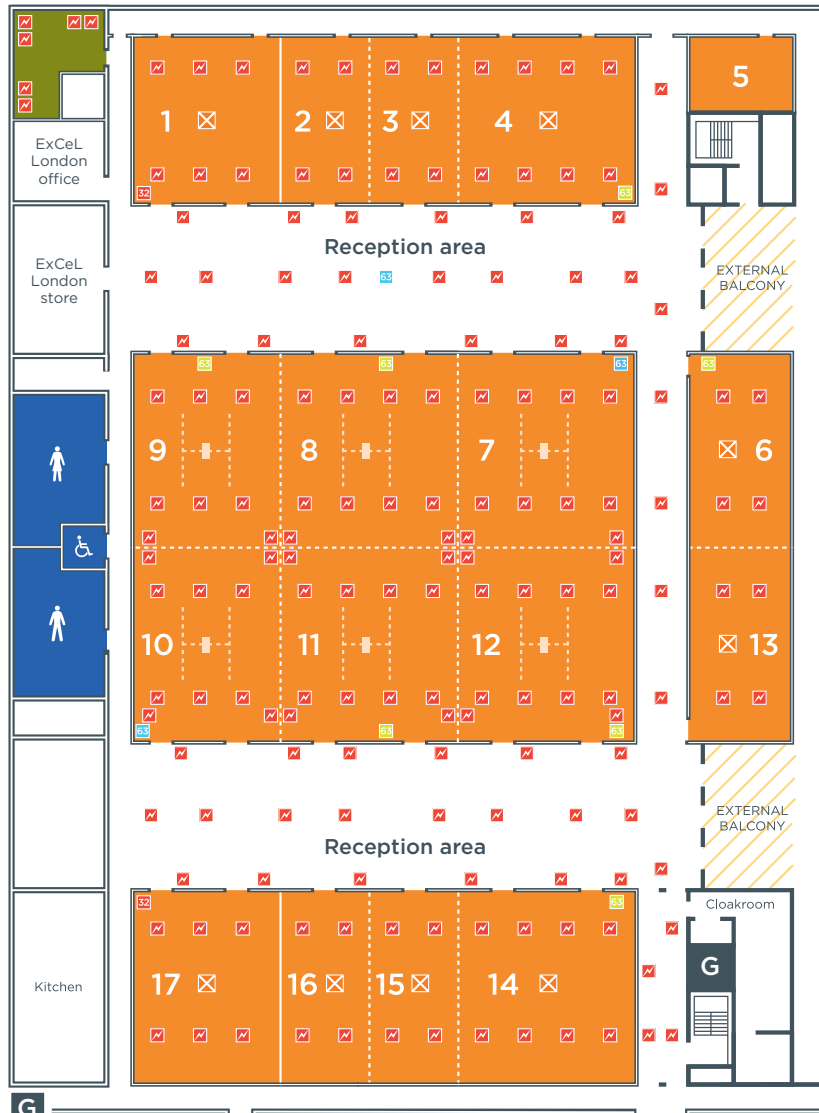 5
1
2
3
4
ExCeL
London
office
32
63
Reception area
ExCeL
London
store
EXTERNAL
BALCONY
63
63
63
63
63
9
8
7
6
10
11
12
13
63
63
63
EXTERNAL
BALCONY
Reception area
32
63
Cloakroom
G
Kitchen
17
16
15
14
G